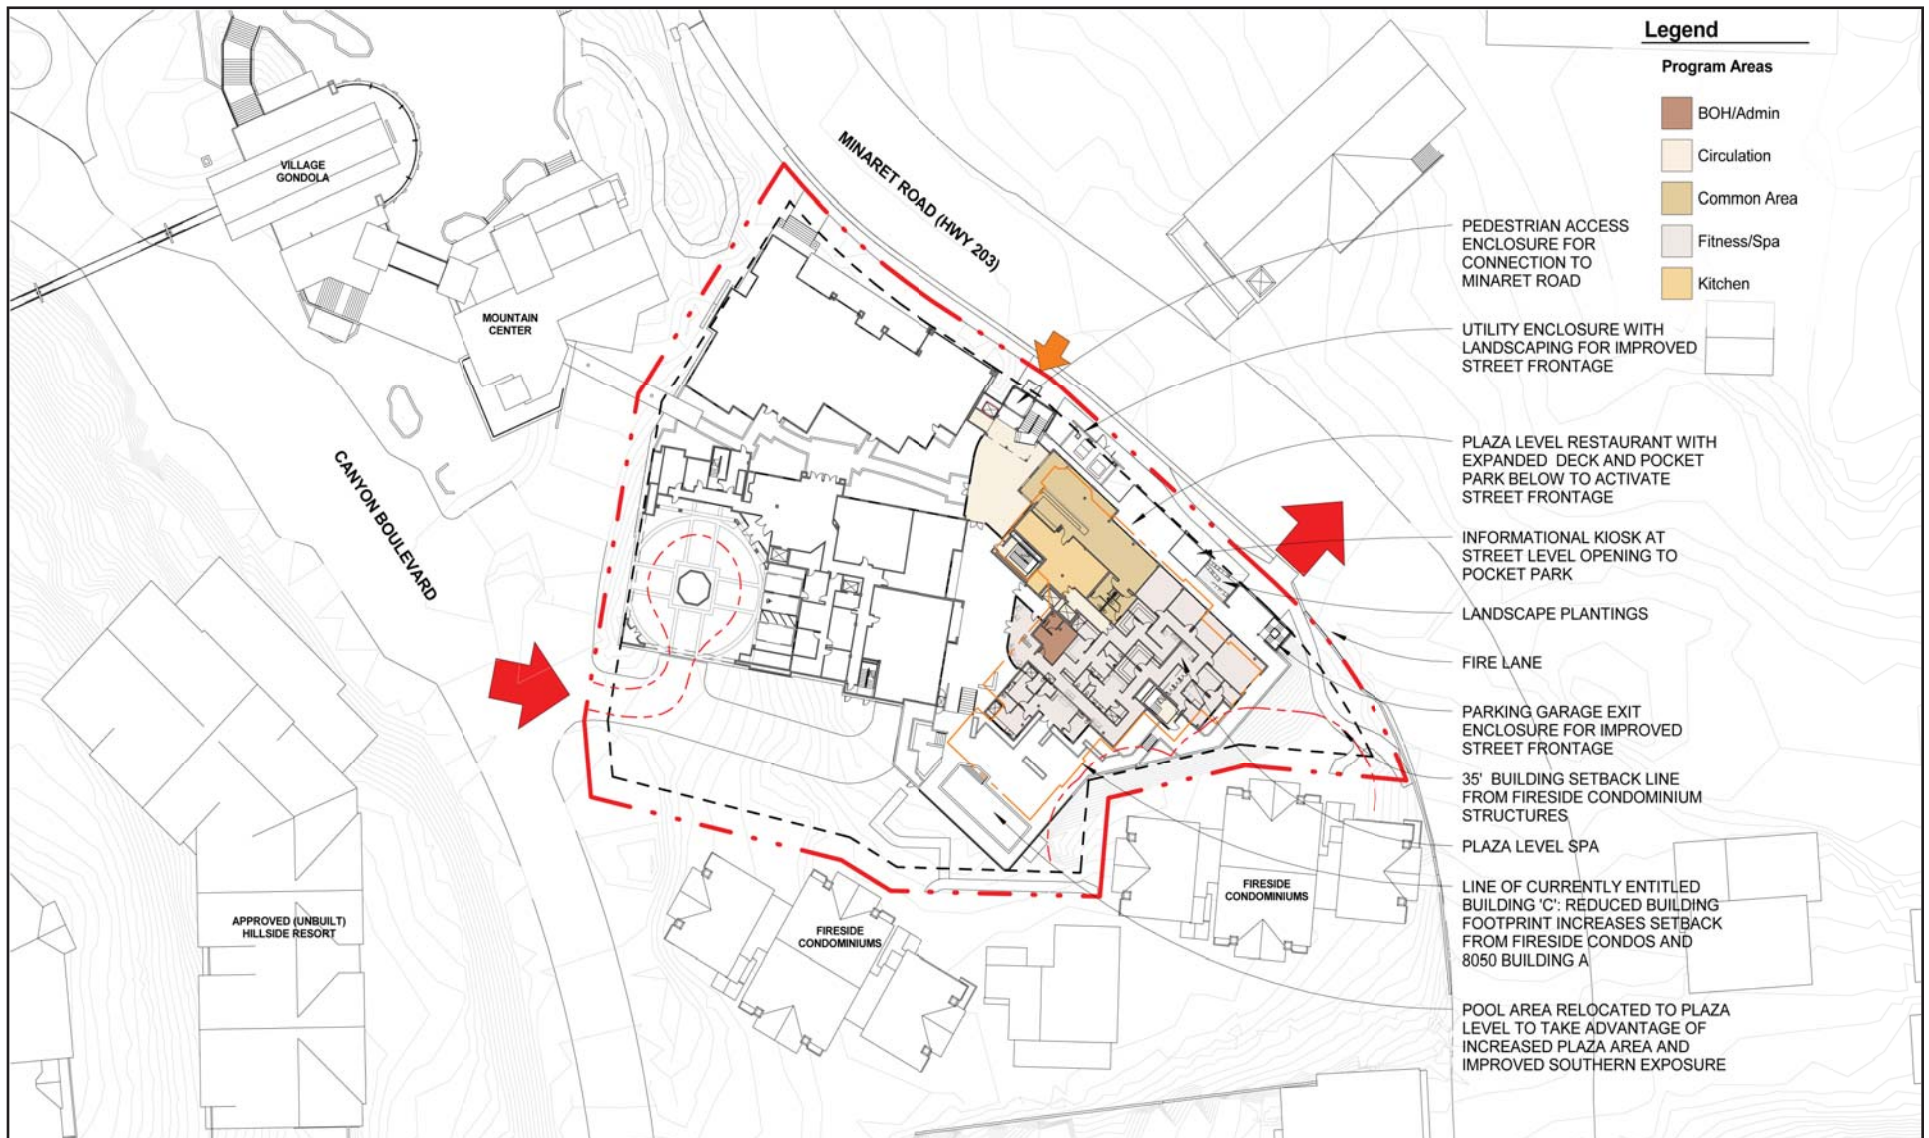 Legend
Program Areas
BOH/Admin
Circulation
Common Area
Fitness/Spa
Kitchen
VILLAGE
GONDOLA
MOUNTAIN
CENTER
MINARET ROAD (HWY 203)
CANYON BOULEVARD
APPROVED (UNBUILT)
HILLSIDE RESORT
FIRESIDE
CONDOMINIUMS
FIRESIDE
CONDOMINIUMS
PEDESTRIAN ACCESS
ENCLOSURE FOR
CONNECTION TO
MINARET ROAD
UTILITY ENCLOSURE WITH
LANDSCAPING FOR IMPROVED
STREET FRONTAGE
PLAZA LEVEL RESTAURANT WITH
EXPANDED DECK AND POCKET
PARK BELOW TO ACTIVATE
STREET FRONTAGE
INFORMATIONAL KIOSK AT
STREET LEVEL OPENING TO
POCKET PARK
LANDSCAPE PLANTINGS
FIRE LANE
PARKING GARAGE EXIT
ENCLOSURE FOR IMPROVED
STREET FRONTAGE
35' BUILDING SETBACK LINE
FROM FIRESIDE CONDOMINIUM
STRUCTURES
PLAZA LEVEL SPA
LINE OF CURRENTLY ENTITLED
BUILDING 'C': REDUCED BUILDING
FOOTPRINT INCREASES SETBACK
FROM FIRESIDE CONDOS AND
8050 BUILDING A
POOL AREA RELOCATED TO PLAZA
LEVEL TO TAKE ADVANTAGE OF
INCREASED PLAZA AREA AND
IMPROVED SOUTHERN EXPOSURE